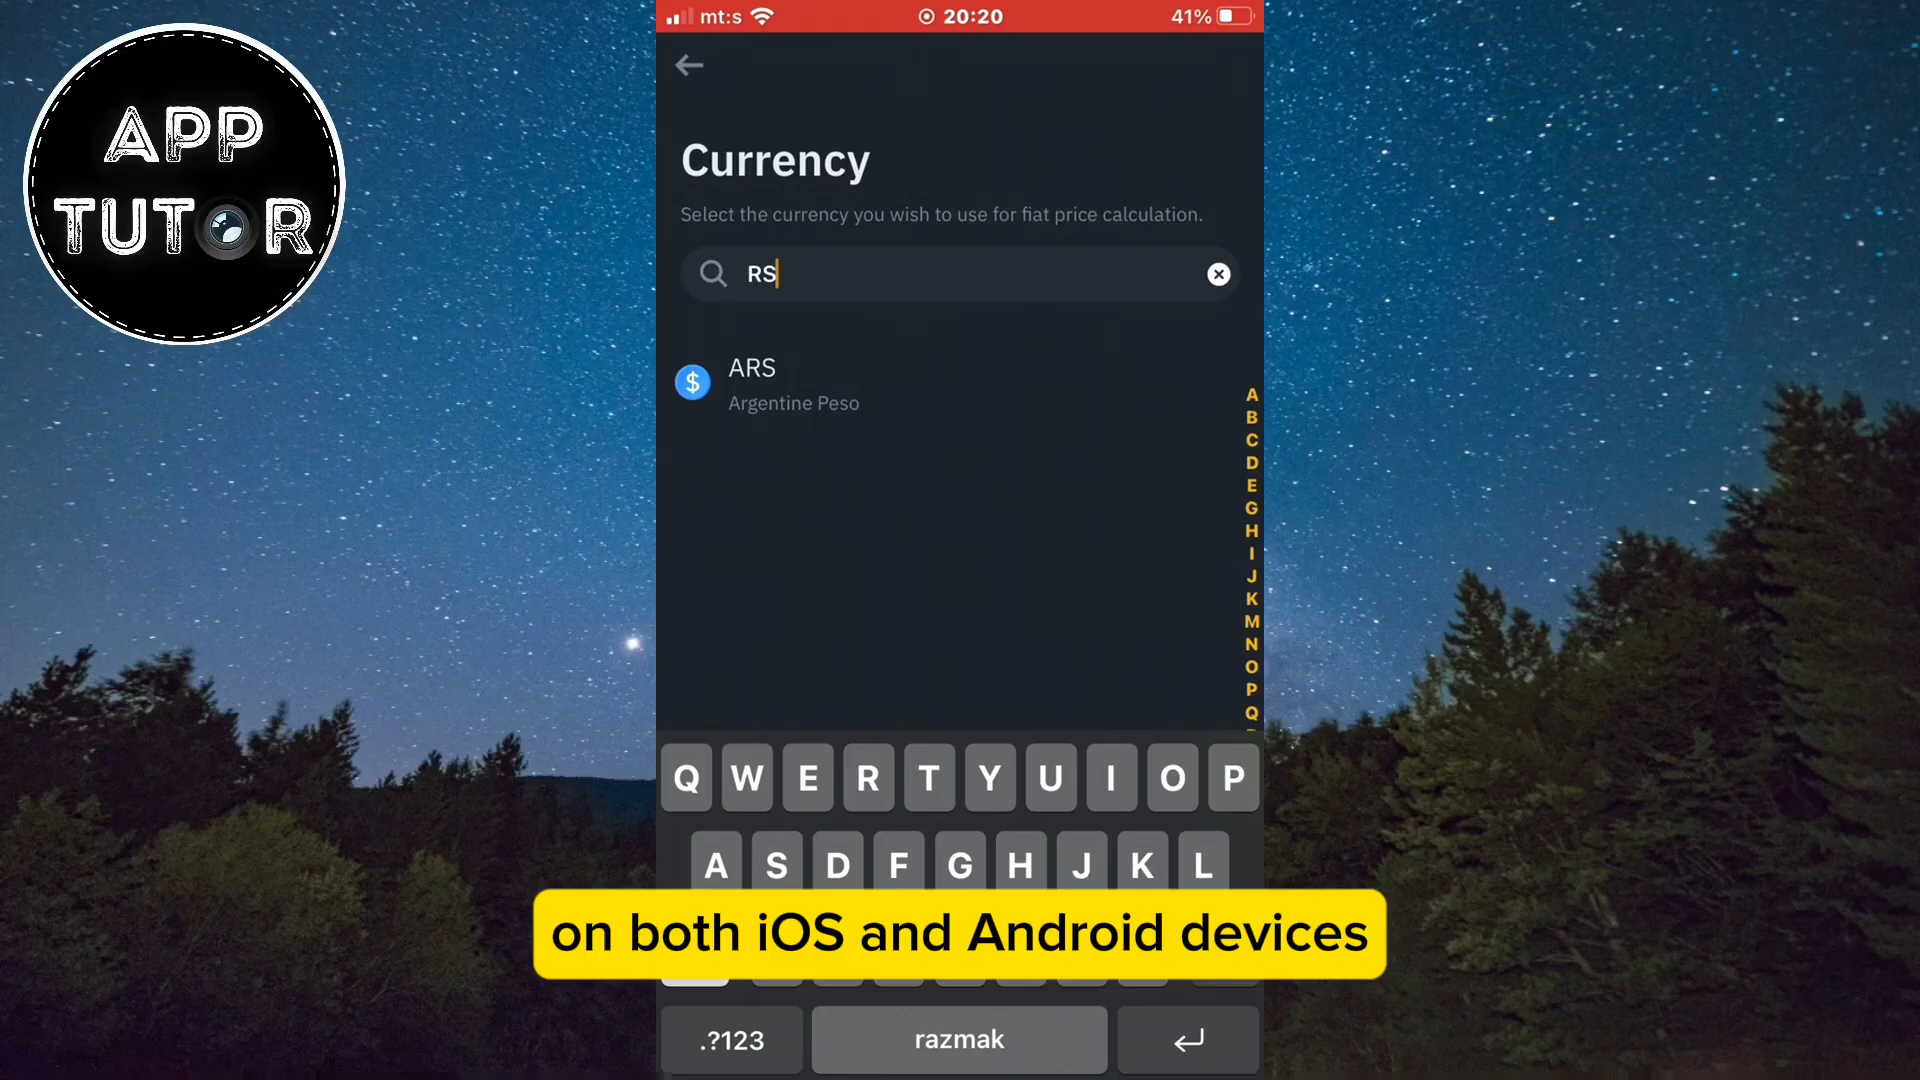 APP
TUTOR
mt:s
20:20
41%
Currency
Select the currency you wish to use for fiat price calculation.
RS
ARS
Argentine Peso
A
B
C
D
E
G
H
I
J
K
M
N
O
P
Q
Q W E R T Y U I O P
A S D F G H J K L
on both iOS and Android devices
.?123
razmak